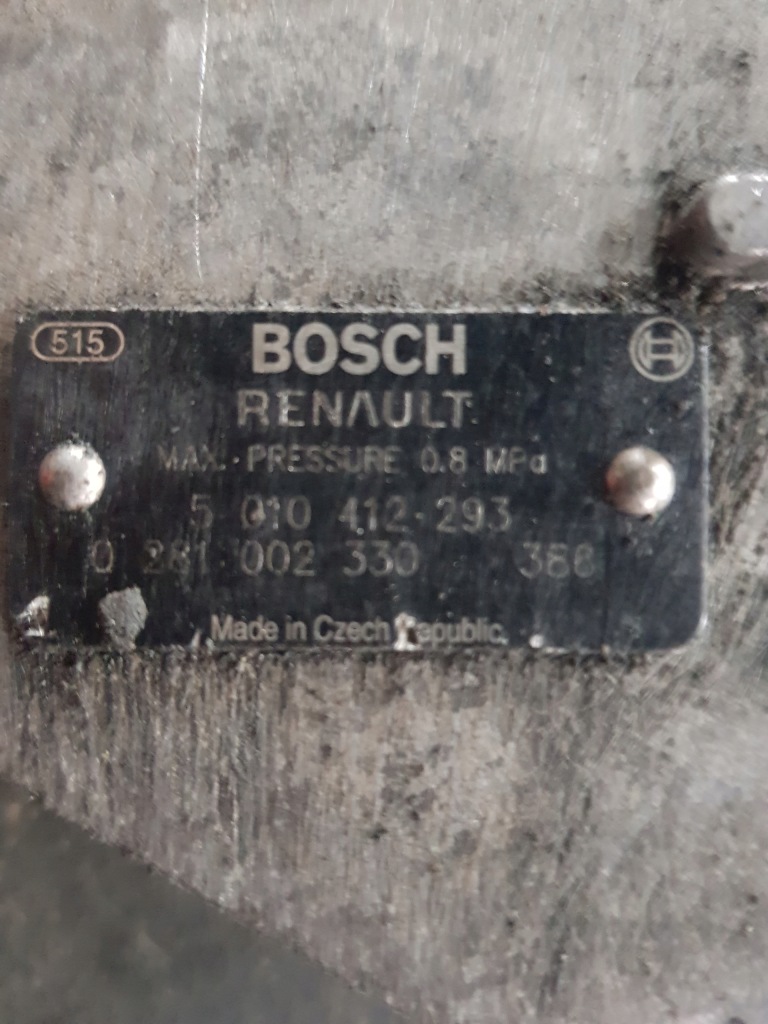 515
BOSCH
RENAULT
MAX. PRESSURE 0.8 MPa
5 010 412 293
0 281 002 330
Made in Czech Republic